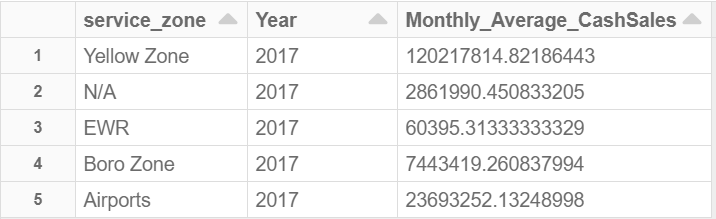 service_zone Year Monthly_Average_CashSales
1 Yellow Zone 2017 120217814.82186443
2 N/A 2017 2861990.450833205
3 EWR 2017 60395.31333333329
4 Boro Zone 2017 7443419.260837994
5 Airports 2017 23693252.13248998